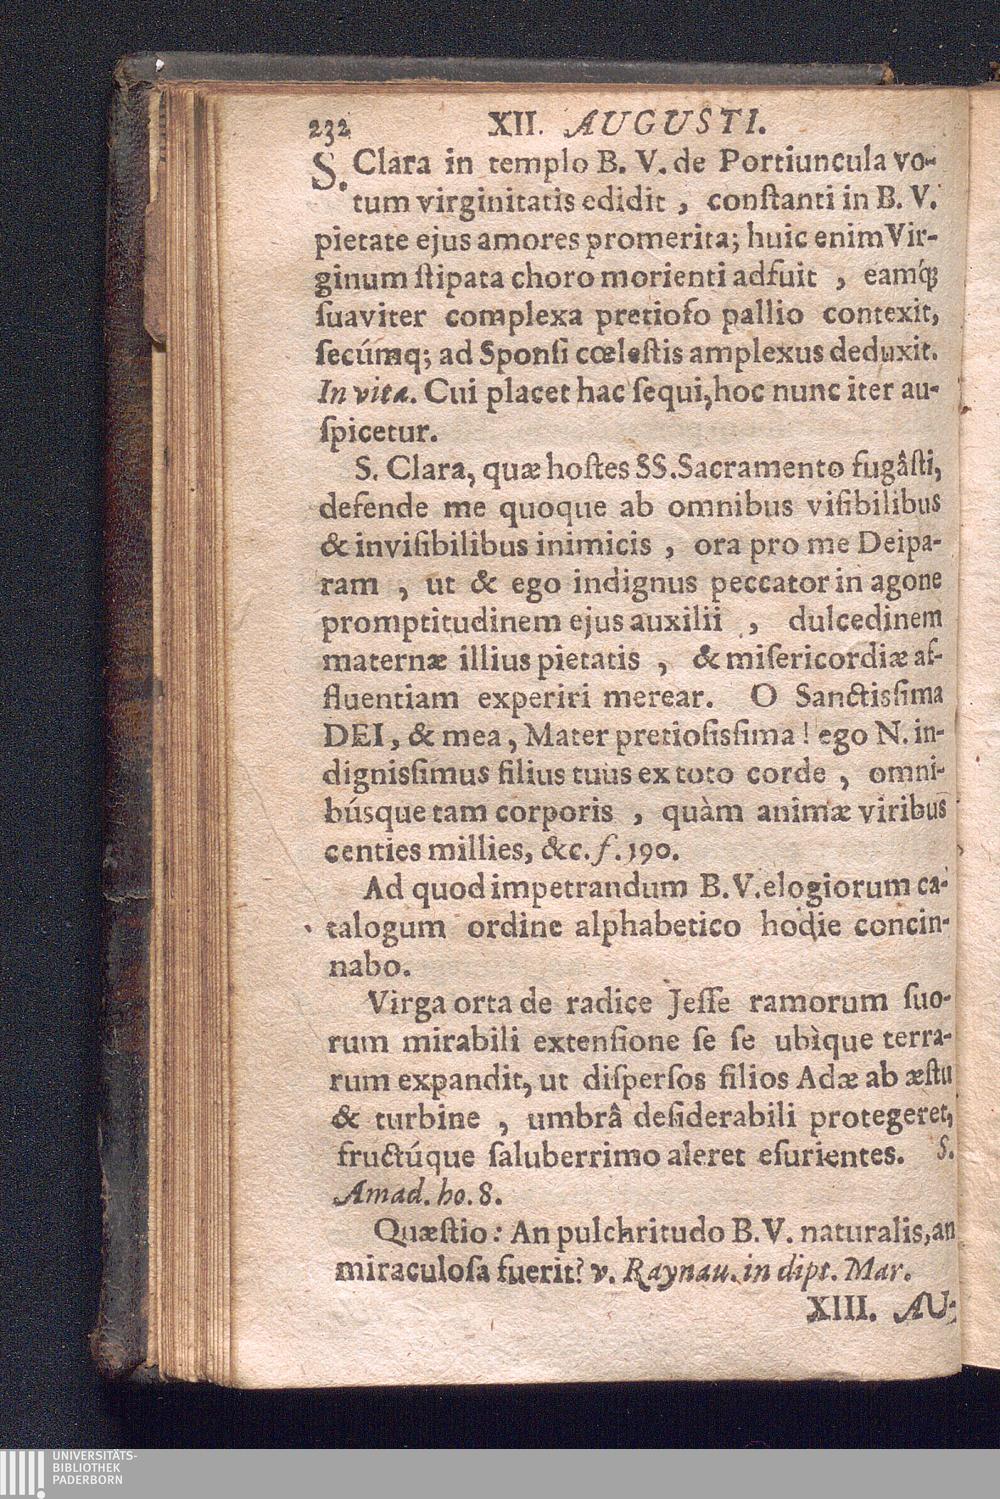 232 XII. AUGUSTI.
S. Clara in templo B. V. de Portiuncula vo-
tum virginitatis edidit, conſtanti in B. V.
pietate ejus amores promerita; huic enim Vir-
ginum ſtipata choro morienti adfuit, eamq́;
ſuaviter complexa pretioſo pallio contexit,
ſecúmq; ad Sponſi cœleſtis amplexus deduxit.
In vita. Cui placet hac ſequi, hoc nunc iter au-
ſpicetur.
S. Clara, quæ hoſtes SS. Sacramento fugâſti,
defende me quoque ab omnibus viſibilibus
& inviſibilibus inimicis, ora pro me Deipa-
ram, ut & ego indignus peccator in agone
promptitudinem ejus auxilii, dulcedinem
maternæ illius pietatis, & miſericordiæ af-
fluentiam experiri merear. O Sanctisſima
DEI, & mea, Mater pretioſisſima! ego N. in-
dignisſimus filius tuus ex toto corde, omni-
búsque tam corporis, quàm animæ viribus
centies millies, &c. f. 190.
Ad quod impetrandum B. V. elogiorum ca-
talogum ordine alphabetico hodie concin-
nabo.
Virga orta de radice Jeſſe ramorum ſuo-
rum mirabili extenſione ſe ſe ubìque terra-
rum expandit, ut diſperſos filios Adæ ab æſtu
& turbine, umbrâ deſiderabili protegeret,
fructúque ſaluberrimo aleret eſurientes. S.
Amad. ho. 8.
Quæſtio: An pulchritudo B. V. naturalis, an
miraculoſa fuerit? v. Raynau. in dipt. Mar.
XIII. AU-
UNIVERSITÄTS-
BIBLIOTHEK
PADERBORN